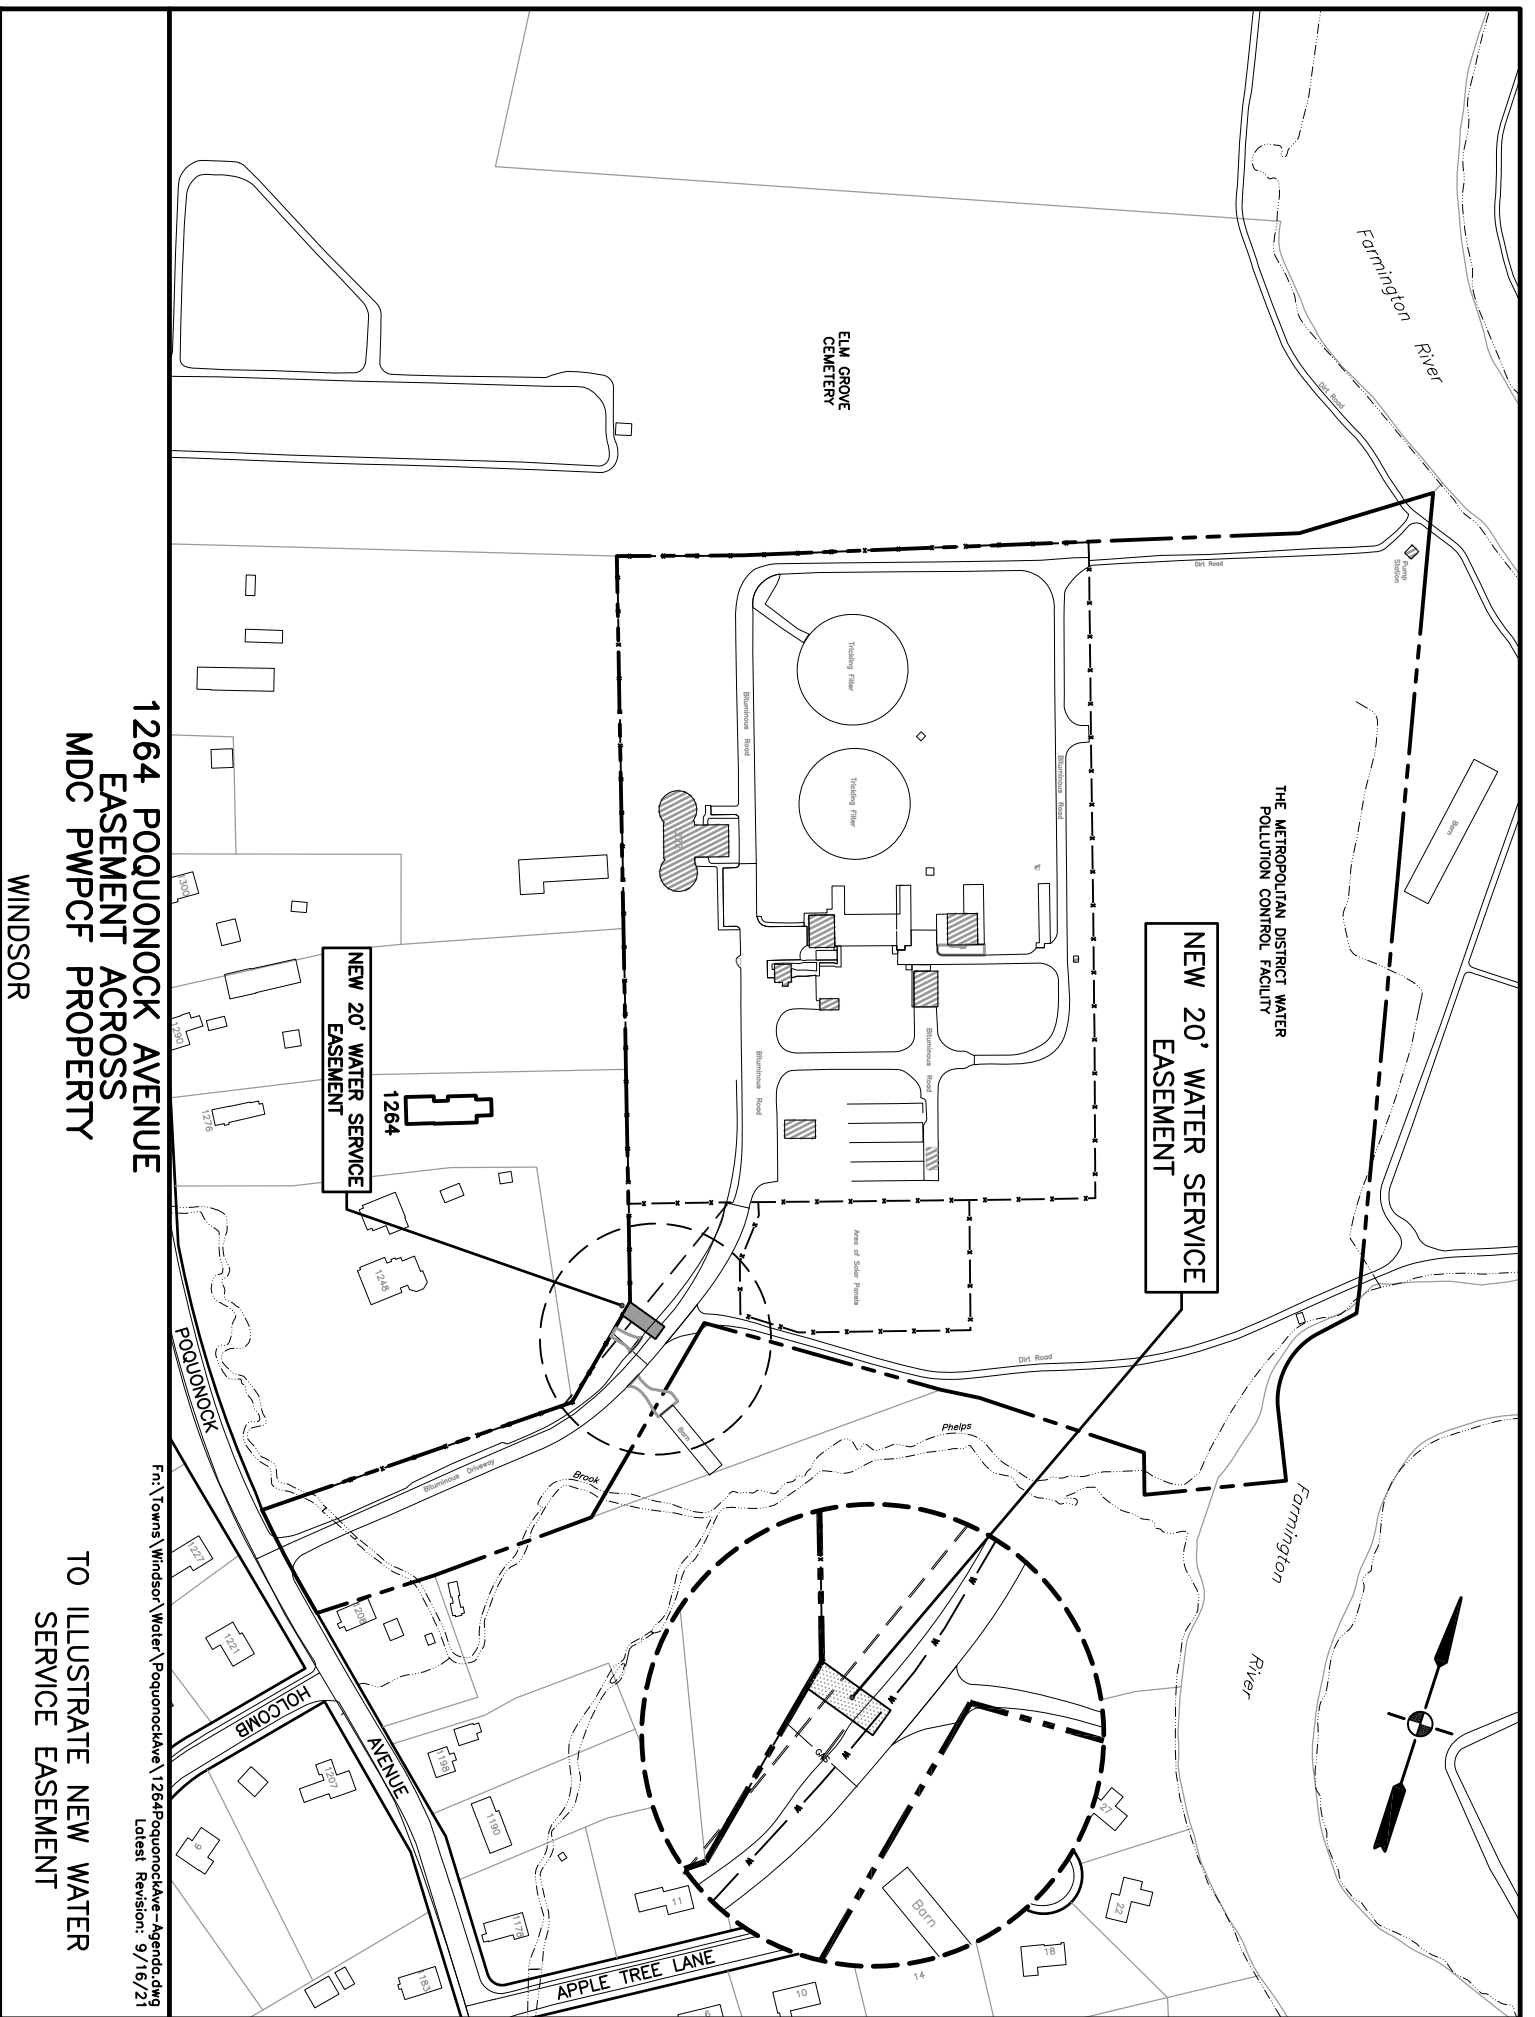 Farmington River
Dirt Road
ELM GROVE
CEMETERY
Pump
Station
Dirt Road
THE METROPOLITAN DISTRICT WATER
POLLUTION CONTROL FACILITY
Barn
Trickling Filter
Trickling Filter
Bituminous Road
Bituminous Road
Bituminous Road
Bituminous Road
NEW 20' WATER SERVICE
EASEMENT
NEW 20' WATER SERVICE
EASEMENT
1264
Area of Solar Panels
Dirt Road
Phelps
Brook
Barn
Bituminous Driveway
Farmington
River
1300
1290
1276
1248
POQUONOCK
AVENUE
HOLCOMB
APPLE TREE LANE
1227
1221
1208
1207
1198
1190
1178
183
9
11
10
14
18
22
27
Barn
GAS
W
W
W
W
W
W
1264 POQUONOCK AVENUE
EASEMENT ACROSS
MDC PWPCF PROPERTY
WINDSOR
Fn:\Towns\Windsor\Water\PoquonockAve\1264PoquonockAve-Agenda.dwg
Latest Revision: 9/16/21
TO ILLUSTRATE NEW WATER
SERVICE EASEMENT